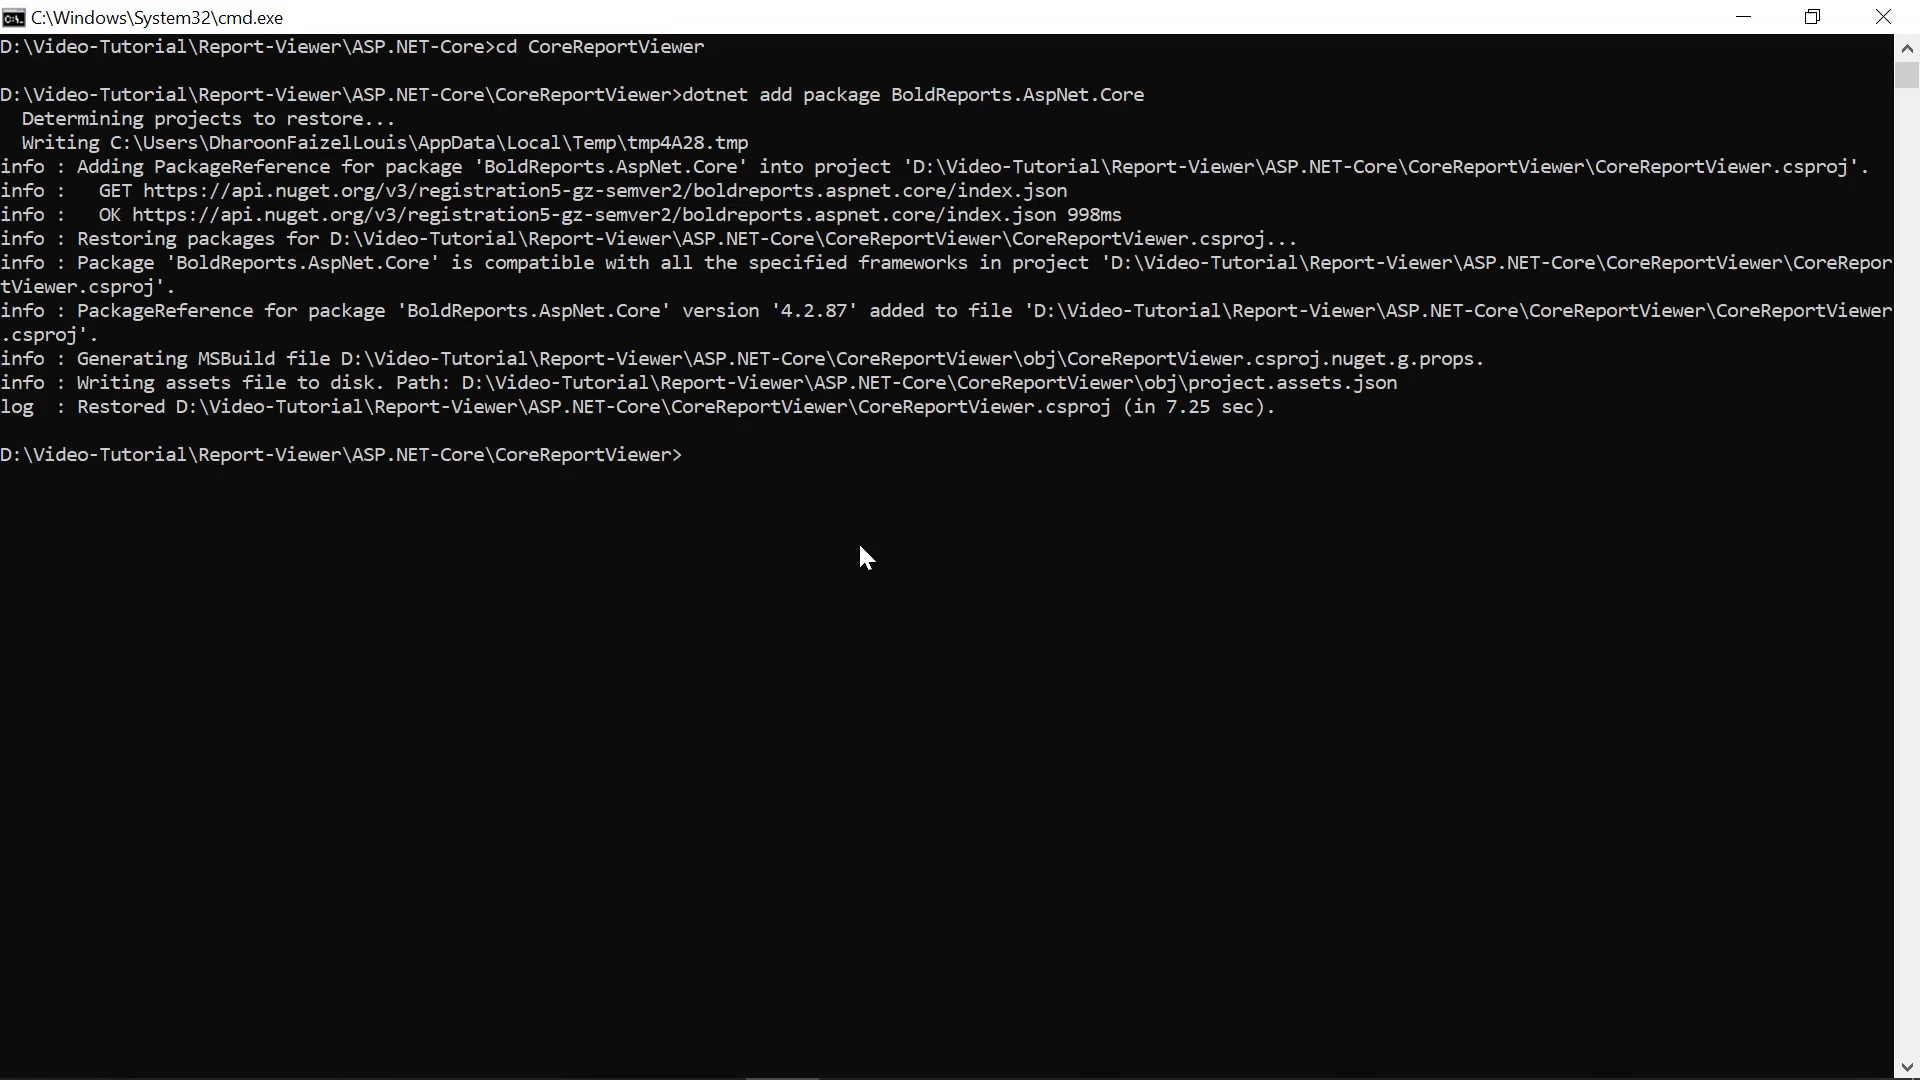 C:\Windows\System32\cmd.exe
D:\Video-Tutorial\Report-Viewer\ASP.NET-Core>cd CoreReportViewer
D:\Video-Tutorial\Report-Viewer\ASP.NET-Core\CoreReportViewer>dotnet add package BoldReports.AspNet.Core
Determining projects to restore...
Writing C:\Users\DharoonFaizelLouis\AppData\Local\Temp\tmp4A28.tmp
info : Adding PackageReference for package 'BoldReports.AspNet.Core' into project 'D:\Video-Tutorial\Report-Viewer\ASP.NET-Core\CoreReportViewer\CoreReportViewer.csproj'.
info :   GET https://api.nuget.org/v3/registration5-gz-semver2/boldreports.aspnet.core/index.json
info :   OK https://api.nuget.org/v3/registration5-gz-semver2/boldreports.aspnet.core/index.json 998ms
info : Restoring packages for D:\Video-Tutorial\Report-Viewer\ASP.NET-Core\CoreReportViewer\CoreReportViewer.csproj...
info : Package 'BoldReports.AspNet.Core' is compatible with all the specified frameworks in project 'D:\Video-Tutorial\Report-Viewer\ASP.NET-Core\CoreReportViewer\CoreRepor
tViewer.csproj'.
info : PackageReference for package 'BoldReports.AspNet.Core' version '4.2.87' added to file 'D:\Video-Tutorial\Report-Viewer\ASP.NET-Core\CoreReportViewer\CoreReportViewer
.csproj'.
info : Generating MSBuild file D:\Video-Tutorial\Report-Viewer\ASP.NET-Core\CoreReportViewer\obj\CoreReportViewer.csproj.nuget.g.props.
info : Writing assets file to disk. Path: D:\Video-Tutorial\Report-Viewer\ASP.NET-Core\CoreReportViewer\obj\project.assets.json
log  : Restored D:\Video-Tutorial\Report-Viewer\ASP.NET-Core\CoreReportViewer\CoreReportViewer.csproj (in 7.25 sec).
D:\Video-Tutorial\Report-Viewer\ASP.NET-Core\CoreReportViewer>